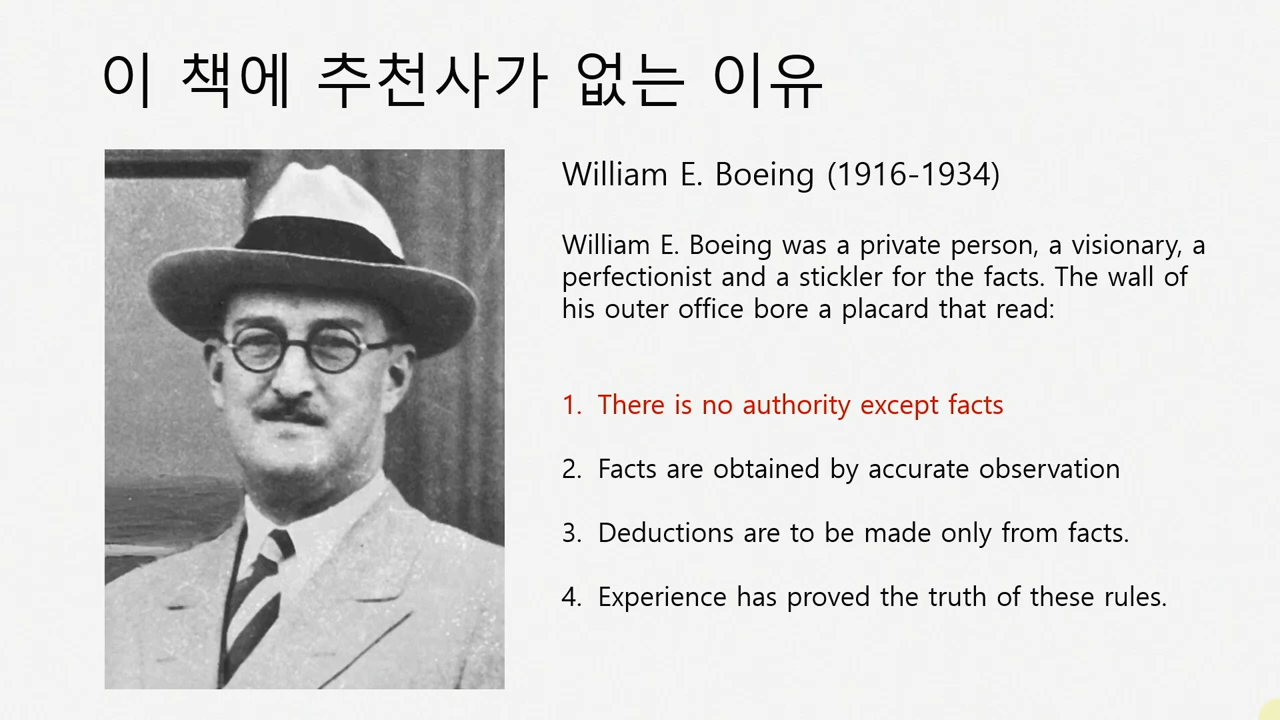 이 책에 추천사가 없는 이유
William E. Boeing (1916-1934)
William E. Boeing was a private person, a visionary, a
perfectionist and a stickler for the facts. The wall of
his outer office bore a placard that read:
1. There is no authority except facts
2. Facts are obtained by accurate observation
3. Deductions are to be made only from facts.
4. Experience has proved the truth of these rules.